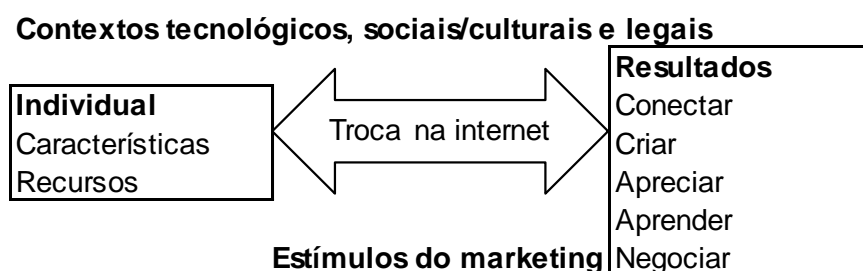 Contextos tecnológicos, sociais/culturais e legais
Individual
Características
Recursos
Troca na internet
Resultados
Conectar
Criar
Apreciar
Aprender
Negociar
Estímulos do marketing